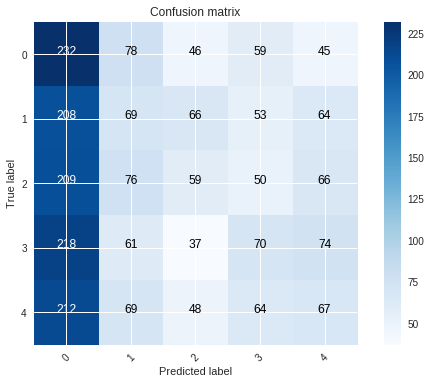 Confusion matrix
0 232 78 46 59 45
1 208 69 66 53 64
2 209 76 59 50 66
3 218 61 37 70 74
4 212 69 48 64 67
0 1 2 3 4
True label
Predicted label
225
200
175
150
125
100
75
50